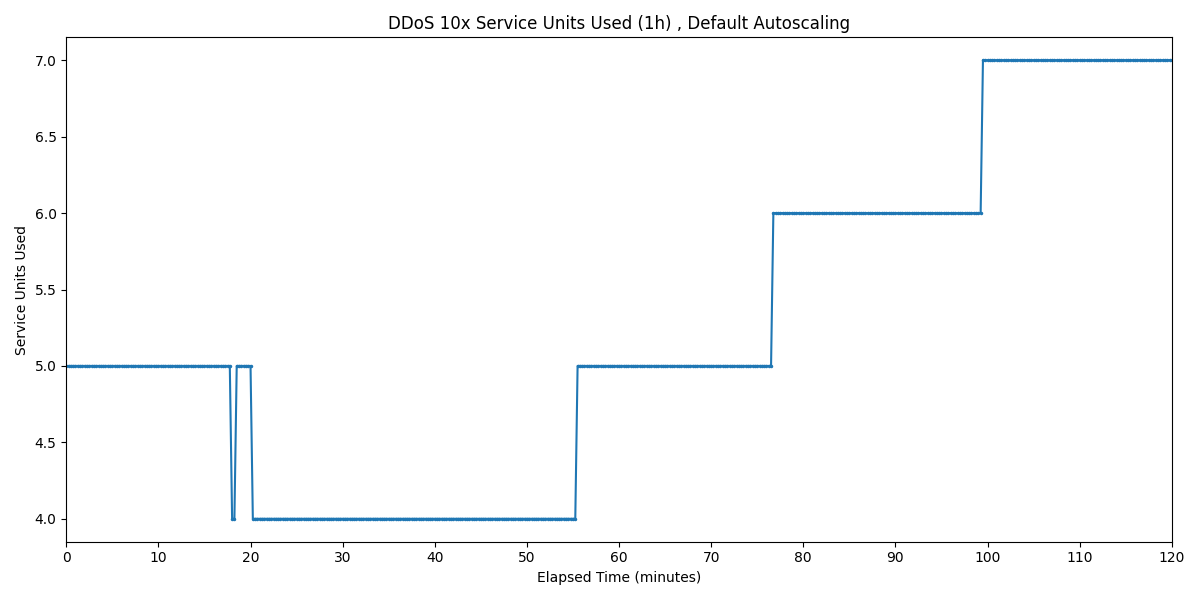 DDoS 10x Service Units Used (1h) , Default Autoscaling
Service Units Used
7.0
6.5
6.0
5.5
5.0
4.5
4.0
0 10 20 30 40 50 60 70 80 90 100 110 120
Elapsed Time (minutes)